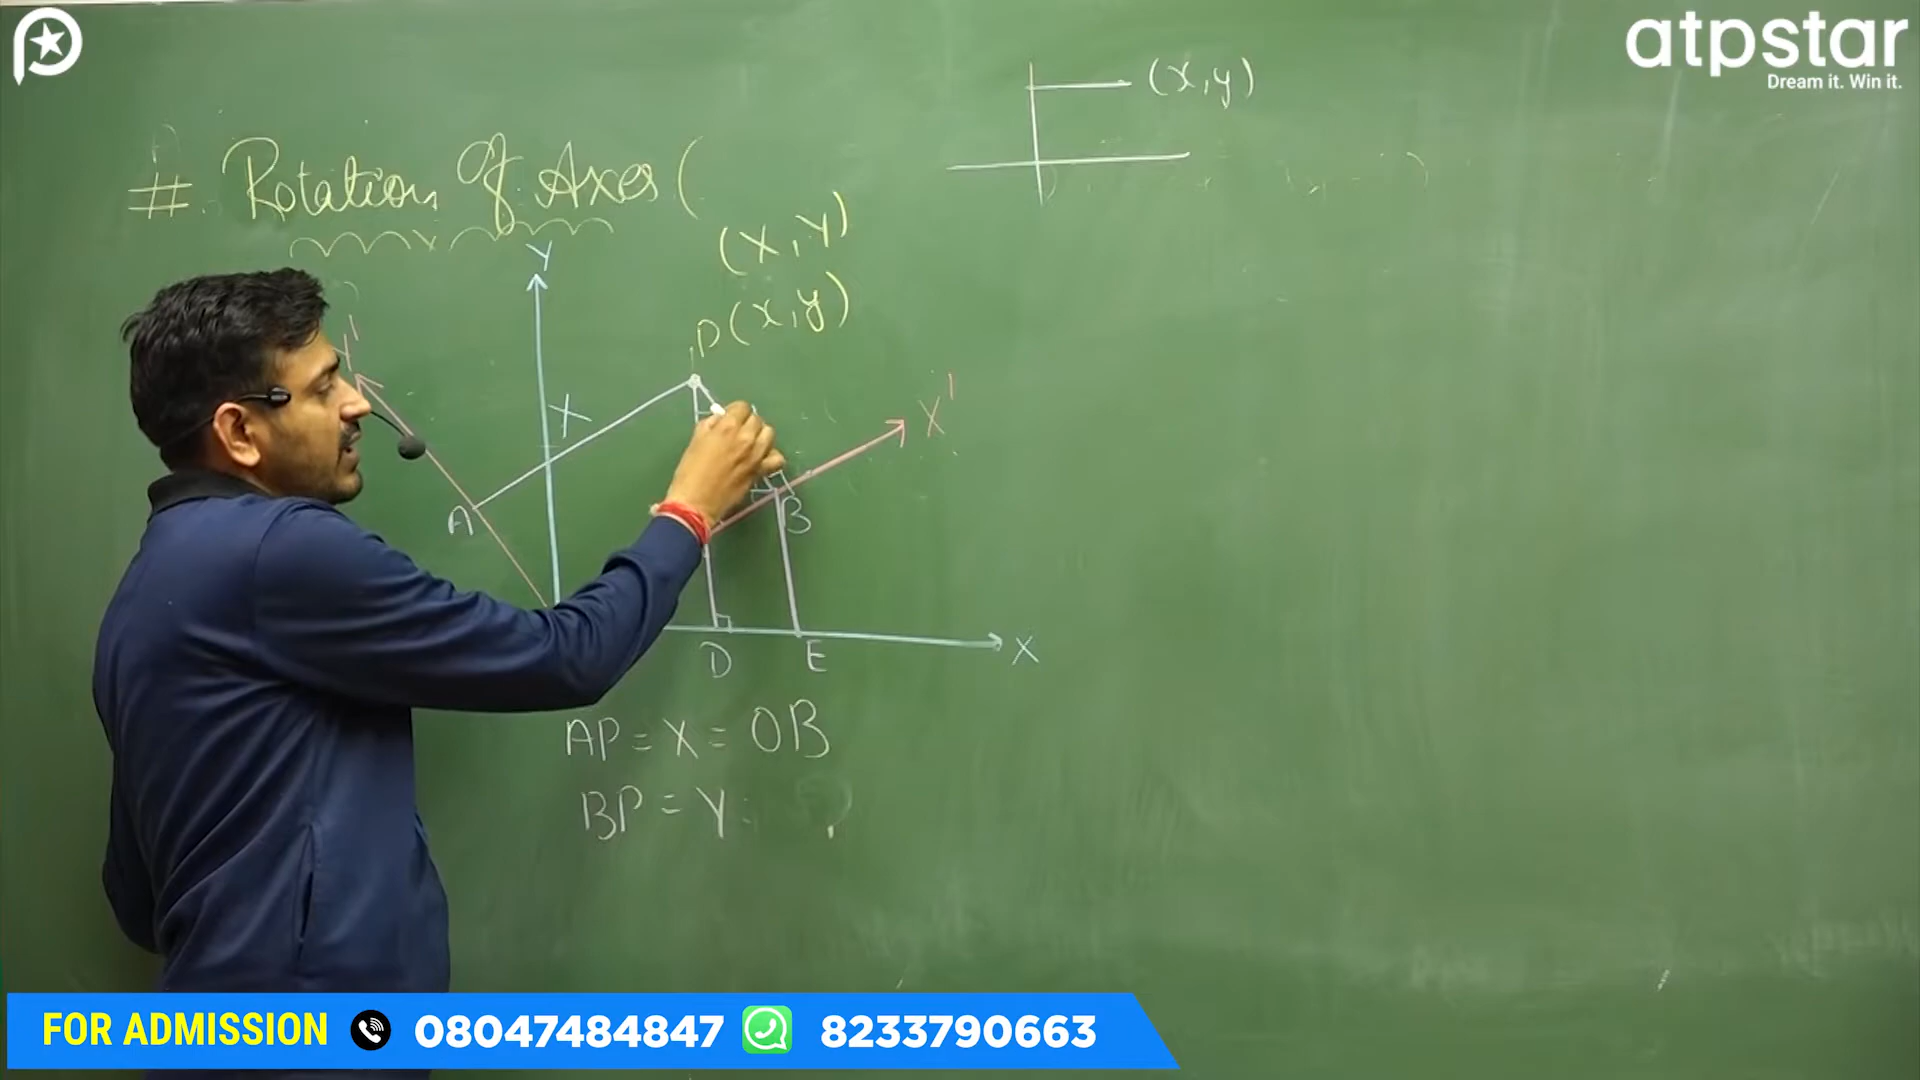 atpstar
Dream it. Win it.
(x,y)
# Rotation Of Axes (
(X,Y)
Y
P(x,y)
Y'
X
X'
A
B
D E
X
AP = X = OB
BP = Y =
FOR ADMISSION 08047484847 8233790663